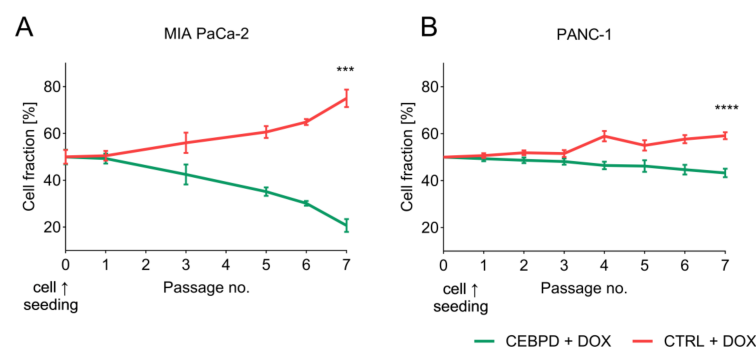 A
MIA PaCa-2
Cell fraction [%]
80
60
40
20
***
0 1 2 3 4 5 6 7
cell ↑
seeding
Passage no.
B
PANC-1
Cell fraction [%]
80
60
40
20
****
0 1 2 3 4 5 6 7
cell ↑
seeding
Passage no.
CEBPD + DOX CTRL + DOX